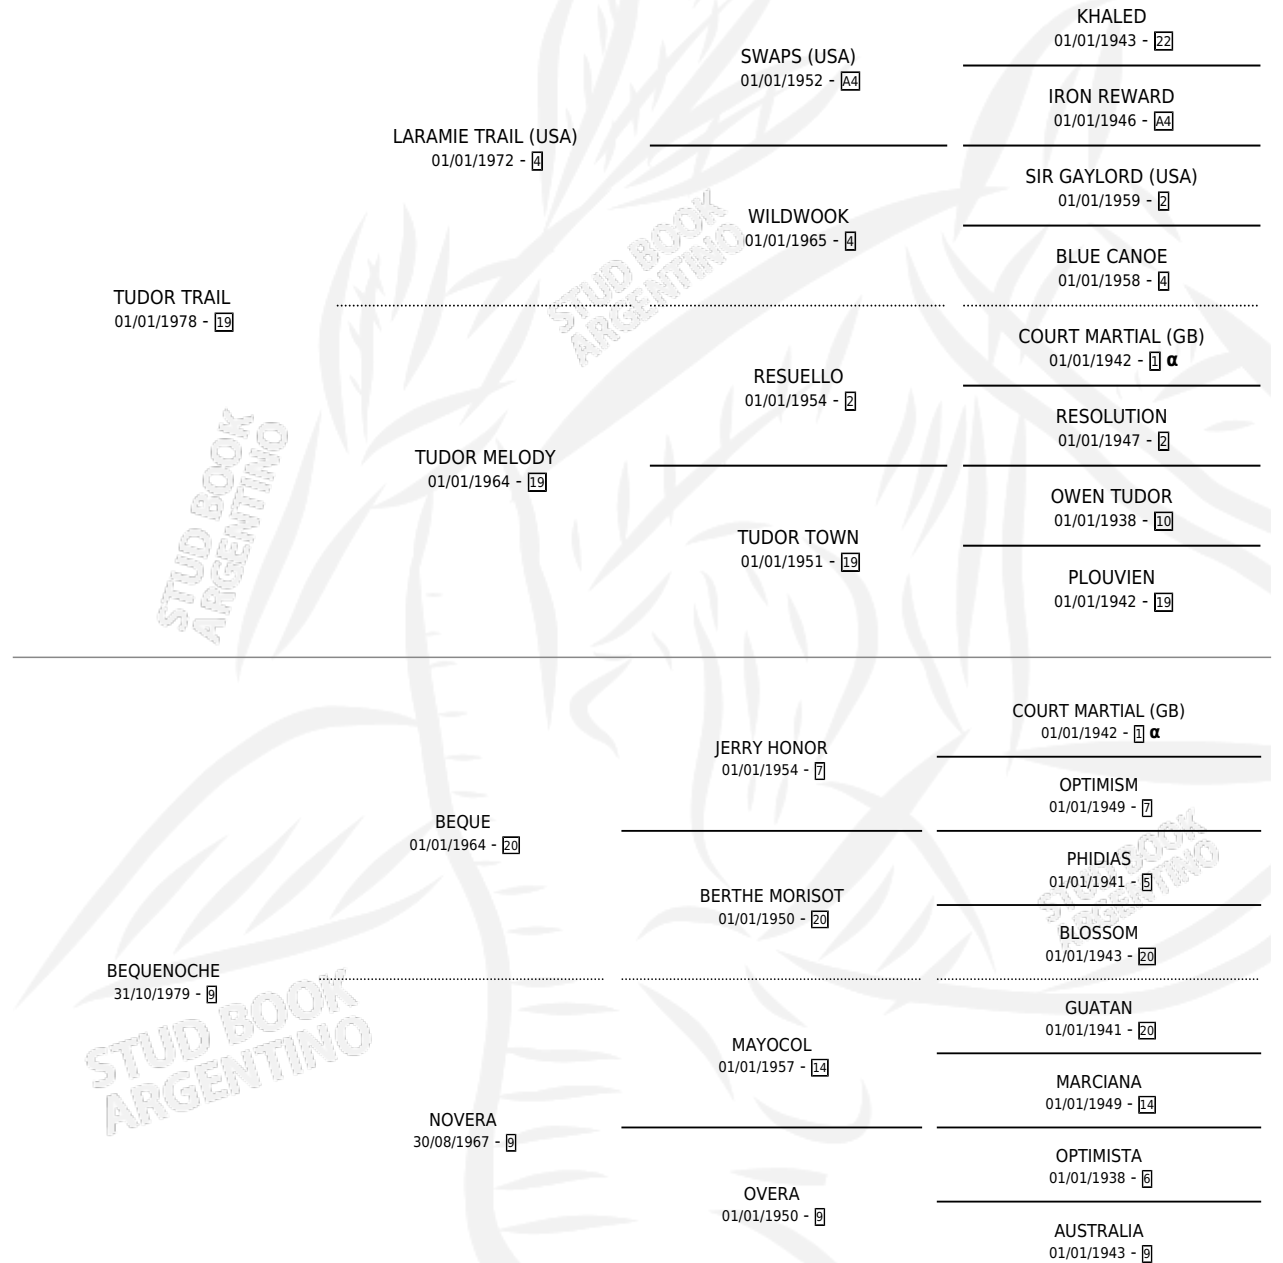 KHALED
01/01/1943 - 22
SWAPS (USA)
01/01/1952 - A4
IRON REWARD
01/01/1946 - A4
LARAMIE TRAIL (USA)
01/01/1972 - 4
SIR GAYLORD (USA)
01/01/1959 - 2
WILDWOOK
01/01/1965 - 4
BLUE CANOE
01/01/1958 - 4
TUDOR TRAIL
01/01/1978 - 19
STUD BOOK
ARGENTINO
COURT MARTIAL (GB)
01/01/1942 - 1 α
RESUELLO
01/01/1954 - 2
RESOLUTION
01/01/1947 - 2
TUDOR MELODY
01/01/1964 - 19
OWEN TUDOR
01/01/1938 - 10
TUDOR TOWN
01/01/1951 - 19
PLOUVIEN
01/01/1942 - 19
STUD BOOK
ARGENTINO
COURT MARTIAL (GB)
01/01/1942 - 1 α
JERRY HONOR
01/01/1954 - 7
OPTIMISM
01/01/1949 - 7
BEQUE
01/01/1964 - 20
PHIDIAS
01/01/1941 - 5
BERTHE MORISOT
01/01/1950 - 20
BLOSSOM
01/01/1943 - 20
STUD BOOK
ARGENTINO
BEQUENOCHE
31/10/1979 - 9
STUD BOOK
ARGENTINO
GUATAN
01/01/1941 - 20
MAYOCOL
01/01/1957 - 14
MARCIANA
01/01/1949 - 14
NOVERA
30/08/1967 - 9
OPTIMISTA
01/01/1938 - 6
OVERA
01/01/1950 - 9
AUSTRALIA
01/01/1943 - 9